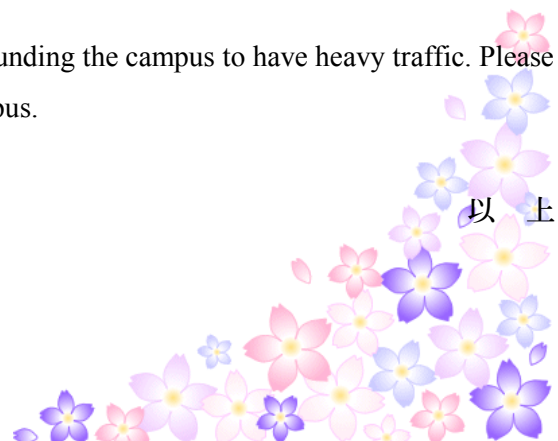 unding the campus to have heavy traffic. Please
ous.
以 上